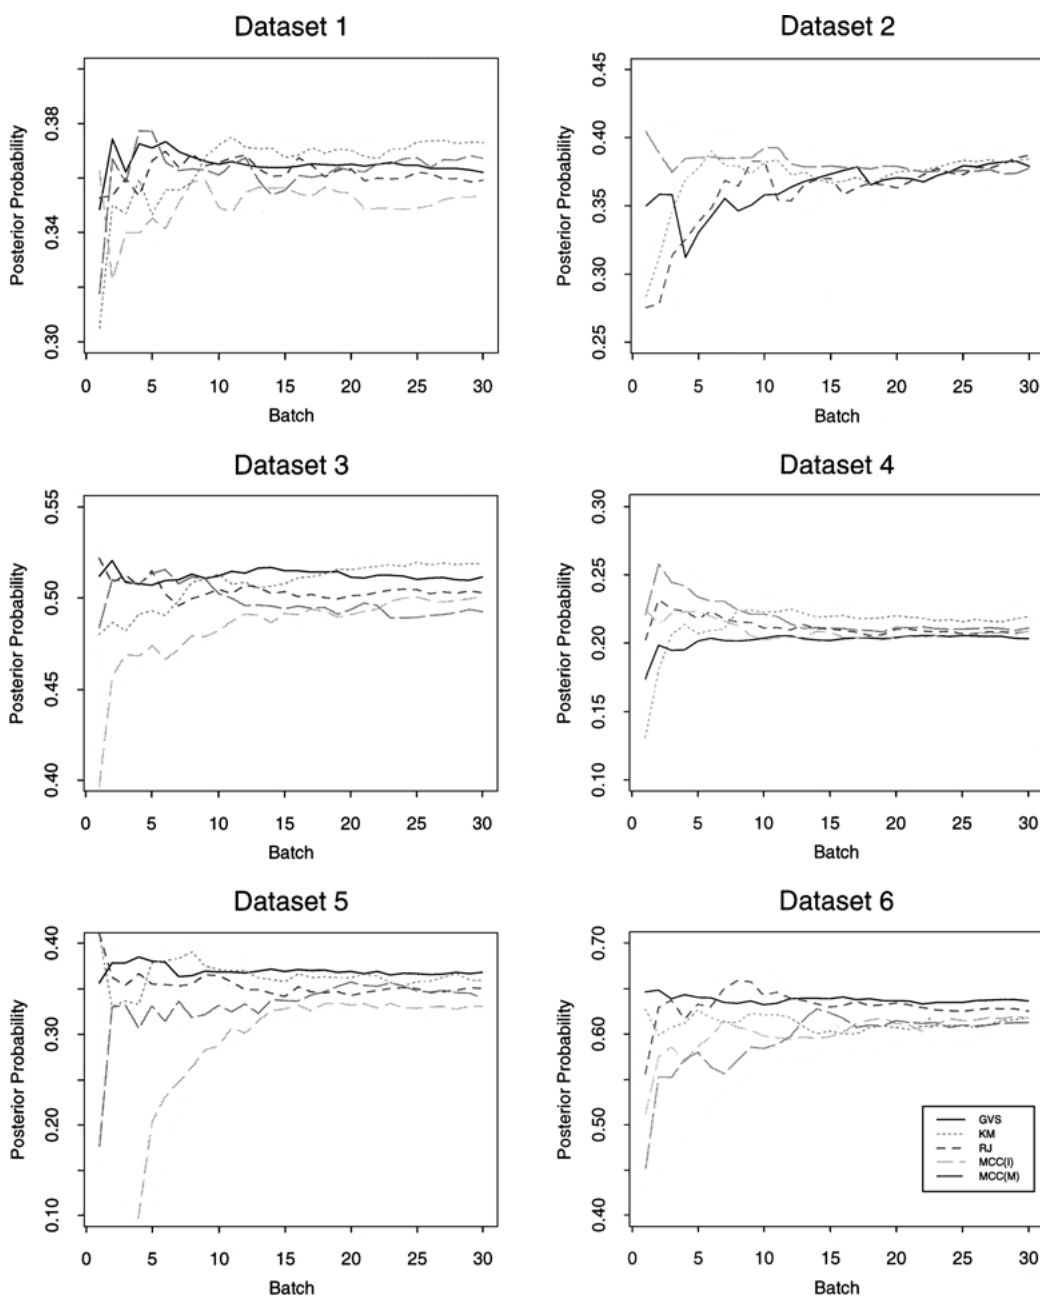 Dataset 1
Posterior Probability
0.38
0.34
0.30
0 5 10 15 20 25 30
Batch
Dataset 2
Posterior Probability
0.45
0.40
0.35
0.30
0.25
0 5 10 15 20 25 30
Batch
Dataset 3
Posterior Probability
0.55
0.50
0.45
0.40
0 5 10 15 20 25 30
Batch
Dataset 4
Posterior Probability
0.30
0.25
0.20
0.15
0.10
0 5 10 15 20 25 30
Batch
Dataset 5
Posterior Probability
0.40
0.30
0.20
0.10
0 5 10 15 20 25 30
Batch
Dataset 6
Posterior Probability
0.70
0.60
0.50
0.40
0 5 10 15 20 25 30
Batch
GVS
KM
RJ
MCC(I)
MCC(M)